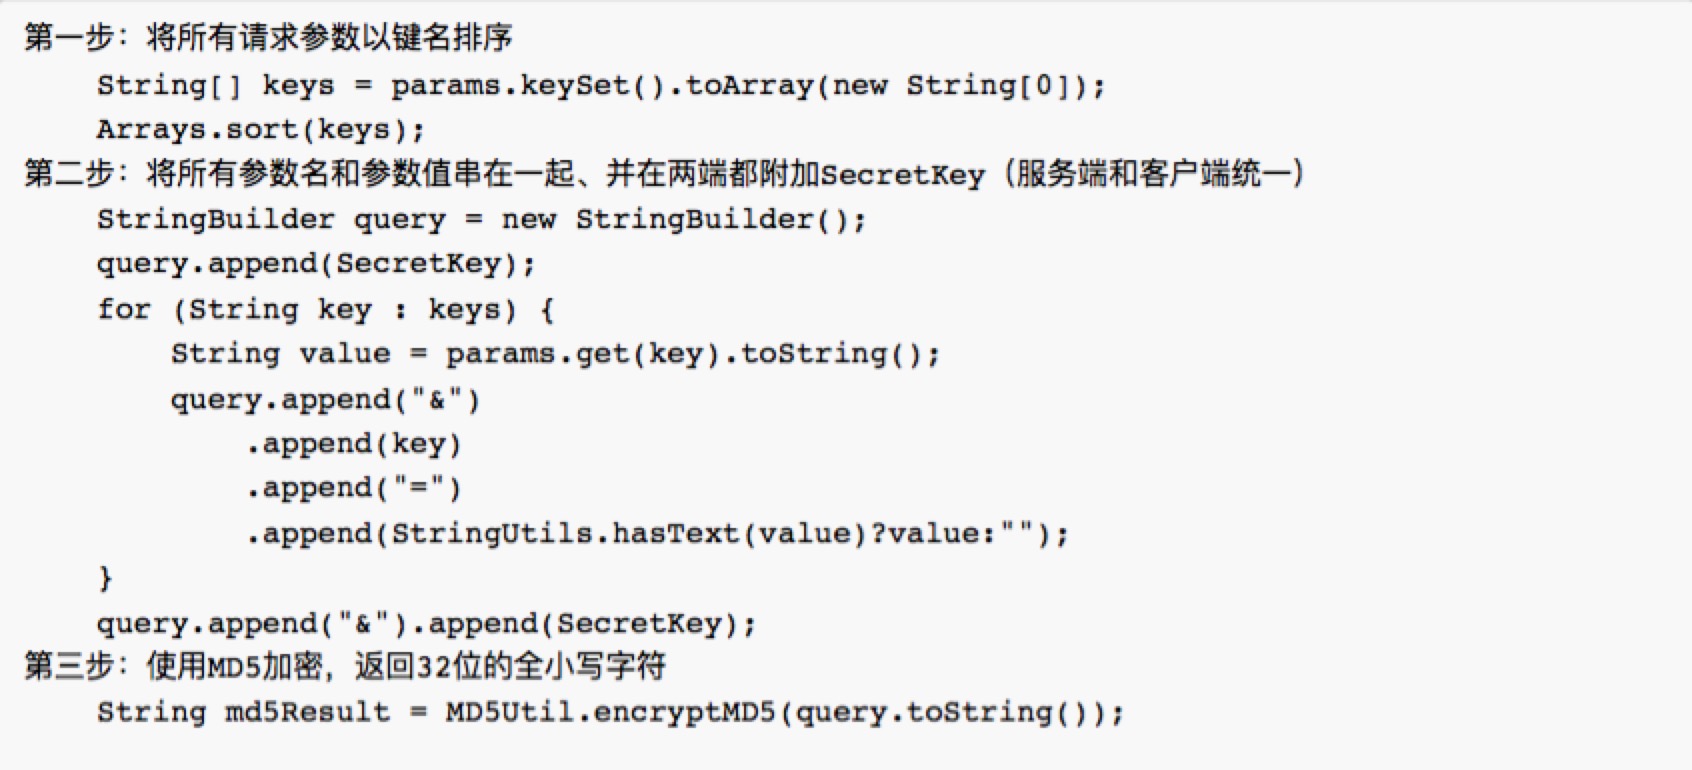 第一步：将所有请求参数以键名排序
String[] keys = params.keySet().toArray(new String[0]);
Arrays.sort(keys);
第二步：将所有参数名和参数值串在一起、并在两端都附加SecretKey（服务端和客户端统一）
StringBuilder query = new StringBuilder();
query.append(SecretKey);
for (String key : keys) {
String value = params.get(key).toString();
query.append("&")
.append(key)
.append("=")
.append(StringUtils.hasText(value)?value:"");
}
query.append("&").append(SecretKey);
第三步：使用MD5加密，返回32位的全小写字符
String md5Result = MD5Util.encryptMD5(query.toString());